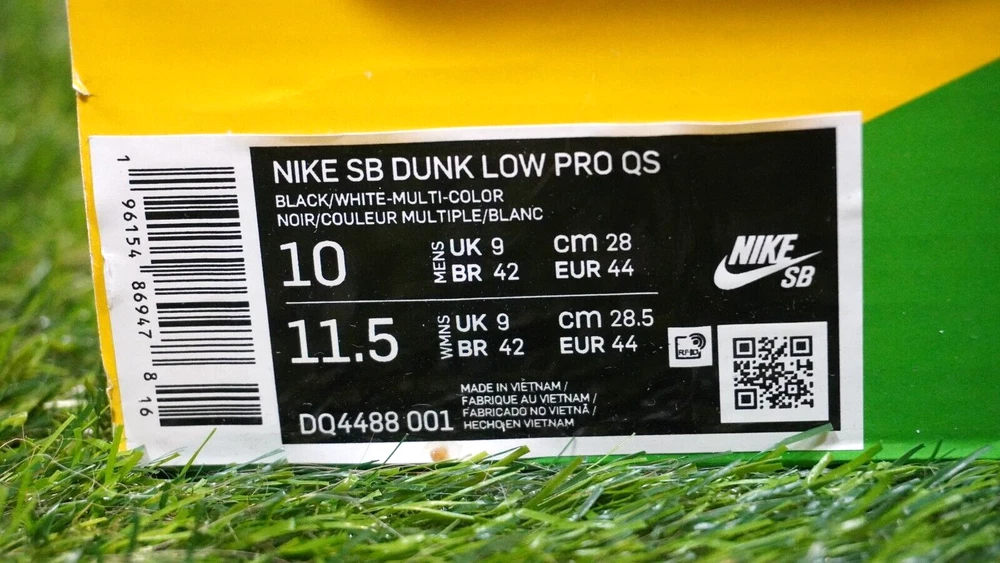 1 96154 86947 8 16
NIKE SB DUNK LOW PRO QS
BLACK/WHITE-MULTI-COLOR
NOIR/COULEUR MULTIPLE/BLANC
10 MENS UK 9 CM 28
BR 42 EUR 44
11.5 WMNS UK 9 CM 28.5
BR 42 EUR 44
NIKE
SB
RFID
MADE IN VIETNAM /
FABRIQUE AU VIETNAM /
FABRICADO NO VIETNÃ /
HECHO EN VIETNAM
DQ4488 001